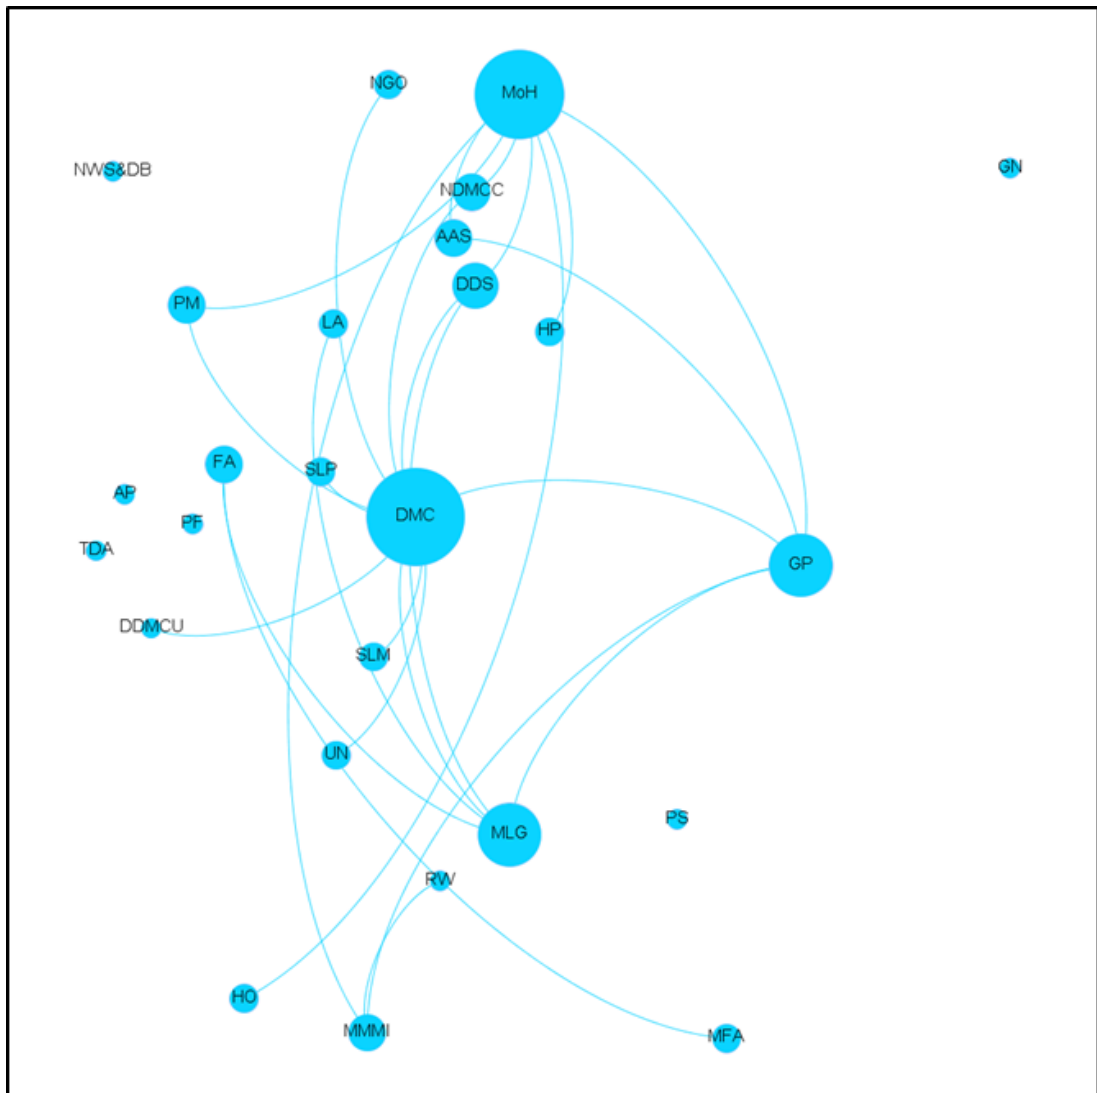 NGO
MoH
NWS&DB
GN
NDMCC
AAS
DDS
PM
LA
HP
FA
SLP
AP
DMC
PF
TDA
GP
DDMCU
SLM
UN
PS
MLG
RW
HO
MMMI
MFA